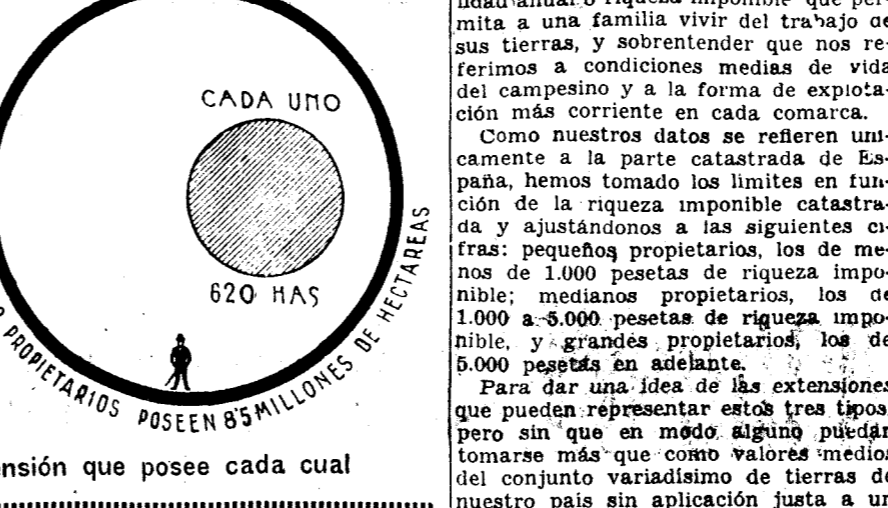 CADA UNO
620 HAS
PROPIETARIOS POSEEN 8'5 MILLONES DE HECTAREAS
ensión que posee cada cual
mita a una familia vivir del trabajo de
sus tierras, y sobrentender que nos re-
ferimos a condiciones medias de vida
del campesino y a la forma de explota-
ción más corriente en cada comarca.
Como nuestros datos se refieren uni-
camente a la parte catastrada de Es-
paña, hemos tomado los limites en fun-
ción de la riqueza imponible catastra-
da y ajustándonos a las siguientes ci-
fras: pequeños propietarios, los de me-
nos de 1.000 pesetas de riqueza impo-
nible; medianos propietarios, los de
1.000 a 5.000 pesetas de riqueza impo-
nible, y grandes propietarios, los de
5.000 pesetas en adelante.
Para dar una idea de las extensiones
que pueden representar estos tres tipos,
pero sin que en modo alguno puedan
tomarse más que como valores medios
del conjunto variadísimo de tierras de
nuestro país sin aplicación justa a un